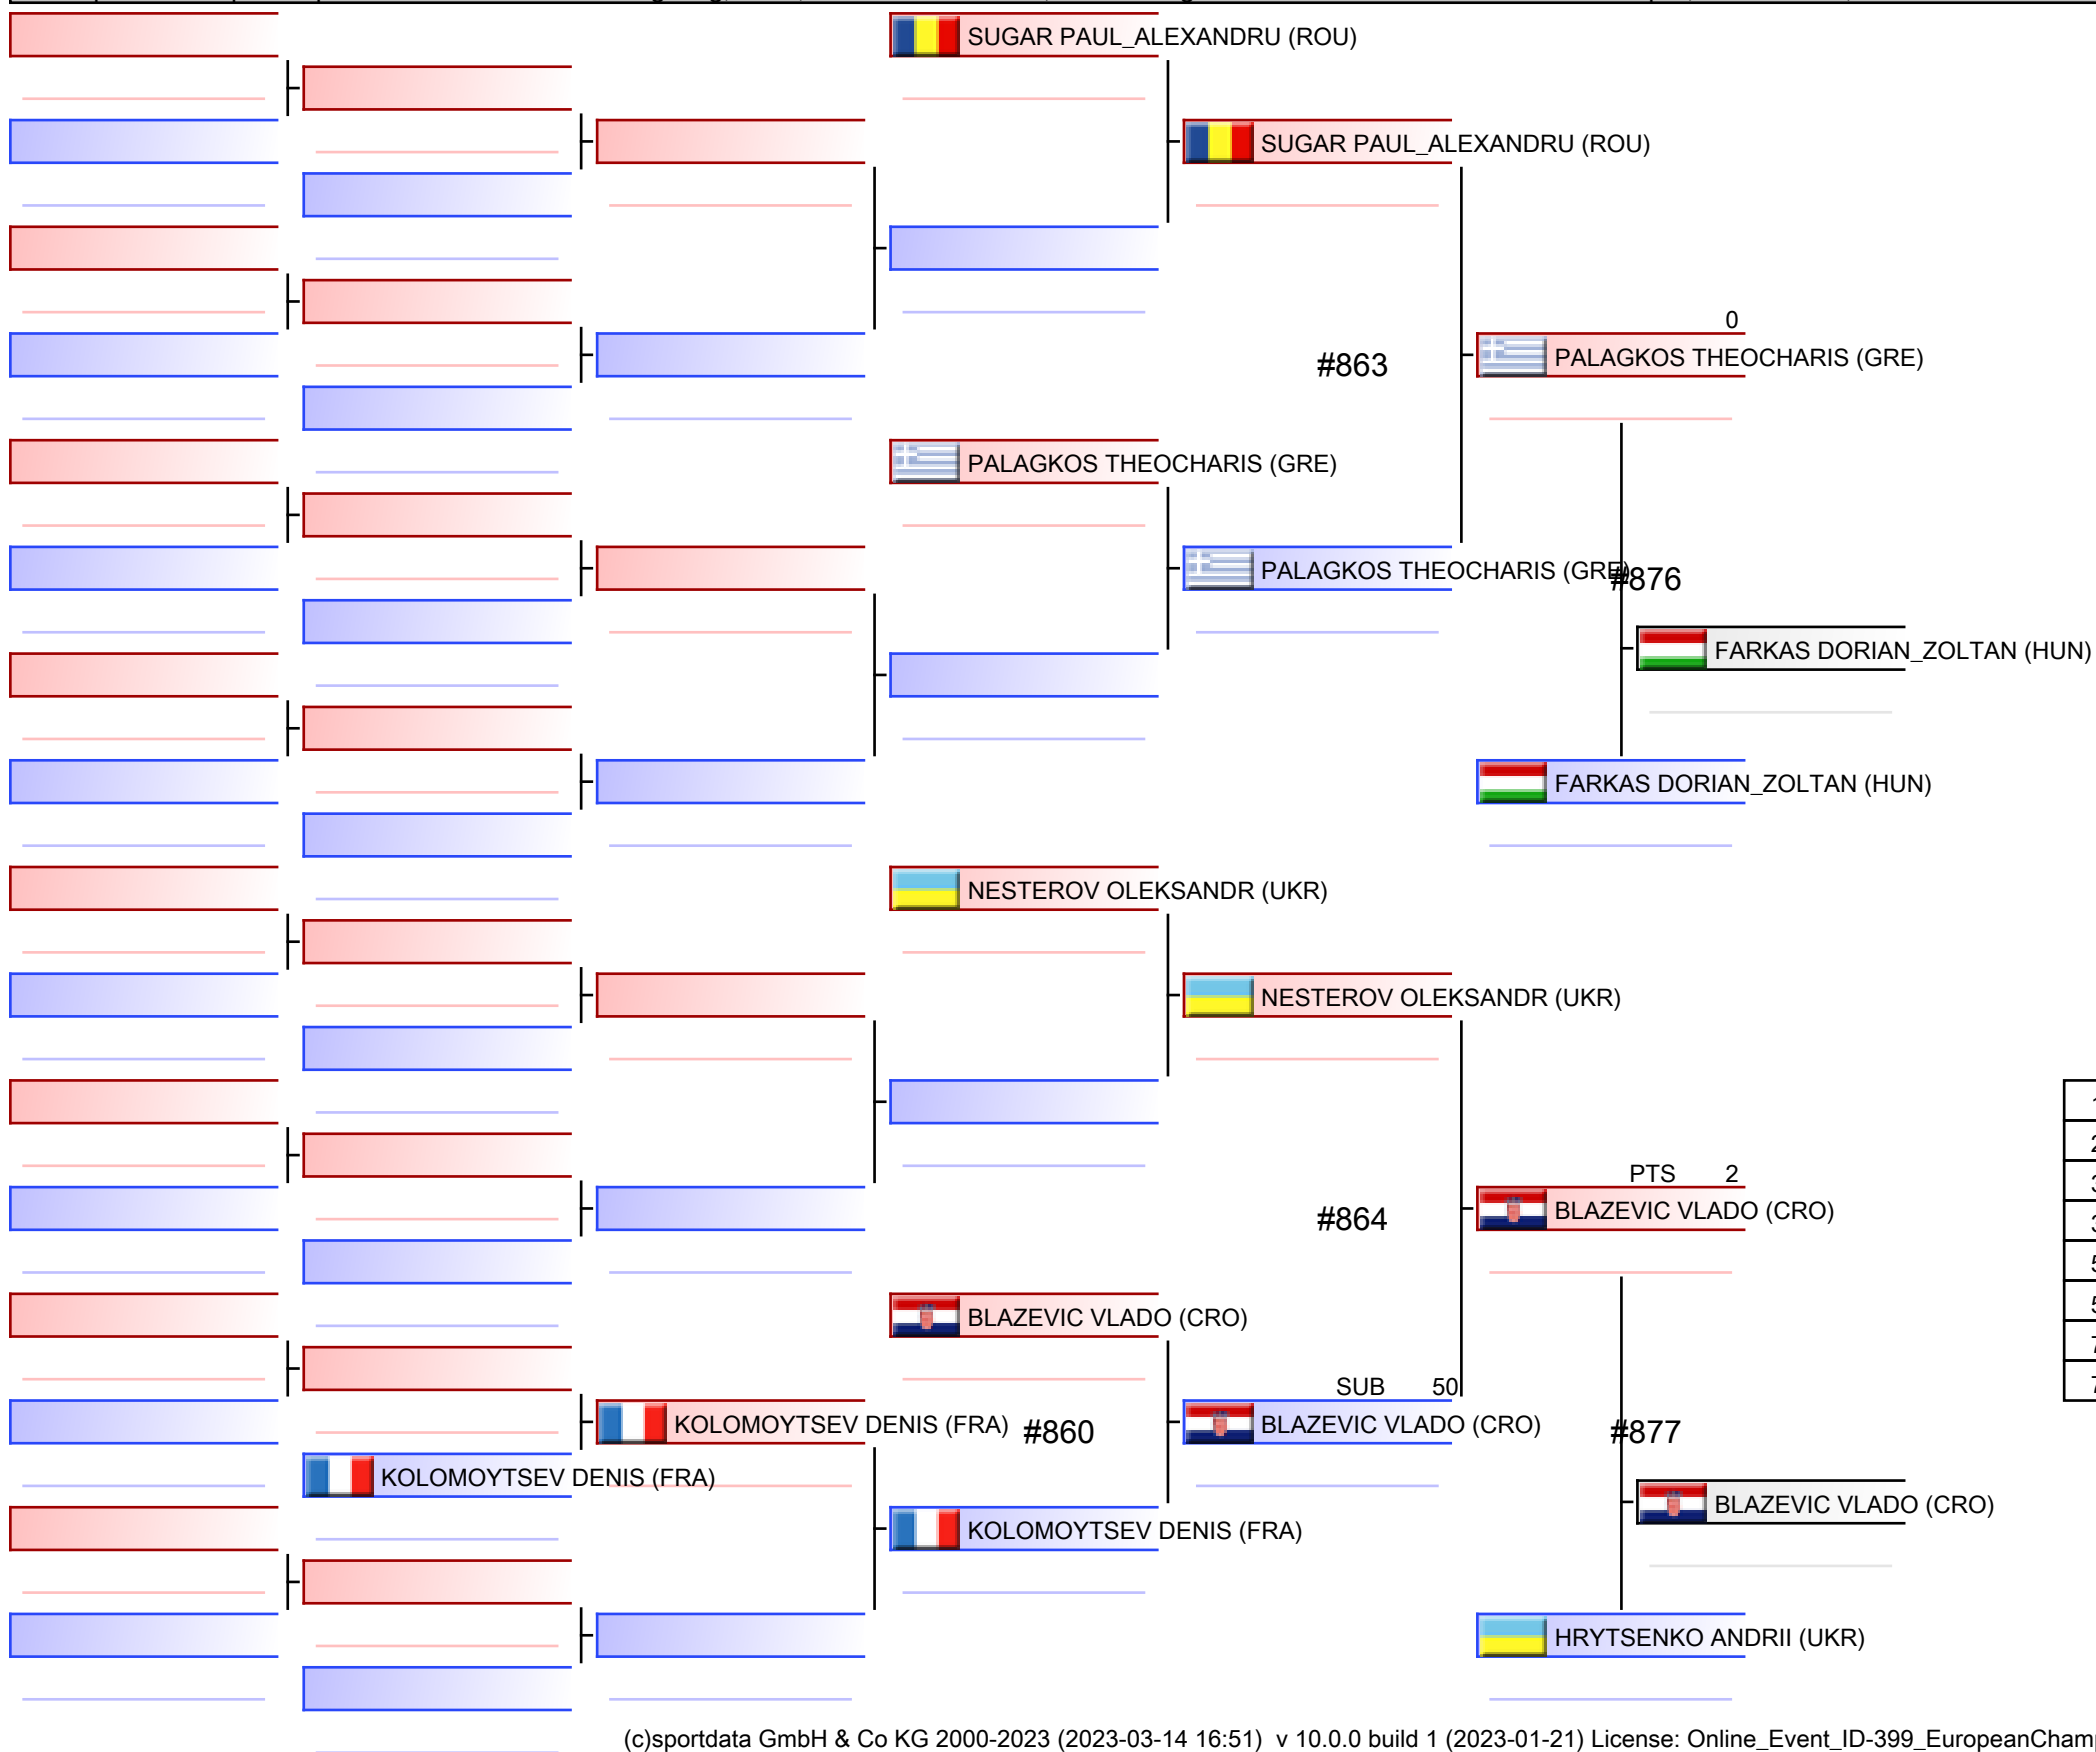 SUGAR PAUL_ALEXANDRU (ROU)
SUGAR PAUL_ALEXANDRU (ROU)
0
#863
PALAGKOS THEOCHARIS (GRE)
PALAGKOS THEOCHARIS (GRE)
PALAGKOS THEOCHARIS (GRE)
#876
FARKAS DORIAN_ZOLTAN (HUN)
FARKAS DORIAN_ZOLTAN (HUN)
NESTEROV OLEKSANDR (UKR)
NESTEROV OLEKSANDR (UKR)
PTS 2
#864
BLAZEVIC VLADO (CRO)
BLAZEVIC VLADO (CRO)
SUB 50
KOLOMOYTSEV DENIS (FRA)
#860
BLAZEVIC VLADO (CRO)
#877
KOLOMOYTSEV DENIS (FRA)
BLAZEVIC VLADO (CRO)
KOLOMOYTSEV DENIS (FRA)
HRYTSENKO ANDRII (UKR)
(c)sportdata GmbH & Co KG 2000-2023 (2023-03-14 16:51) v 10.0.0 build 1 (2023-01-21) License: Online_Event_ID-399_EuropeanCham